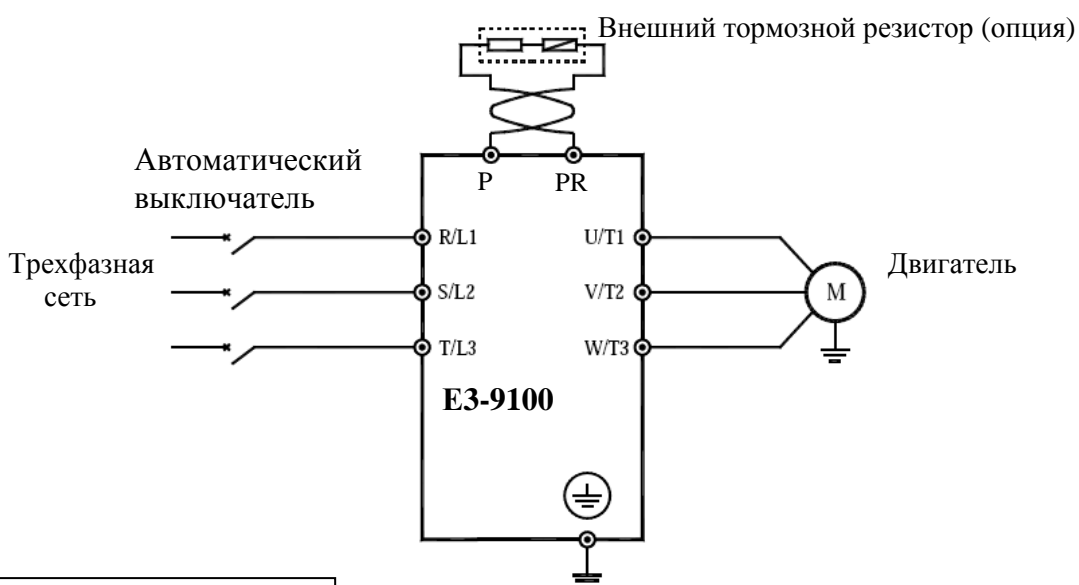 Внешний тормозной резистор (опция)
P
PR
Автоматический
выключатель
R/L1
U/T1
Трехфазная
сеть
S/L2
V/T2
M
Двигатель
T/L3
W/T3
E3-9100